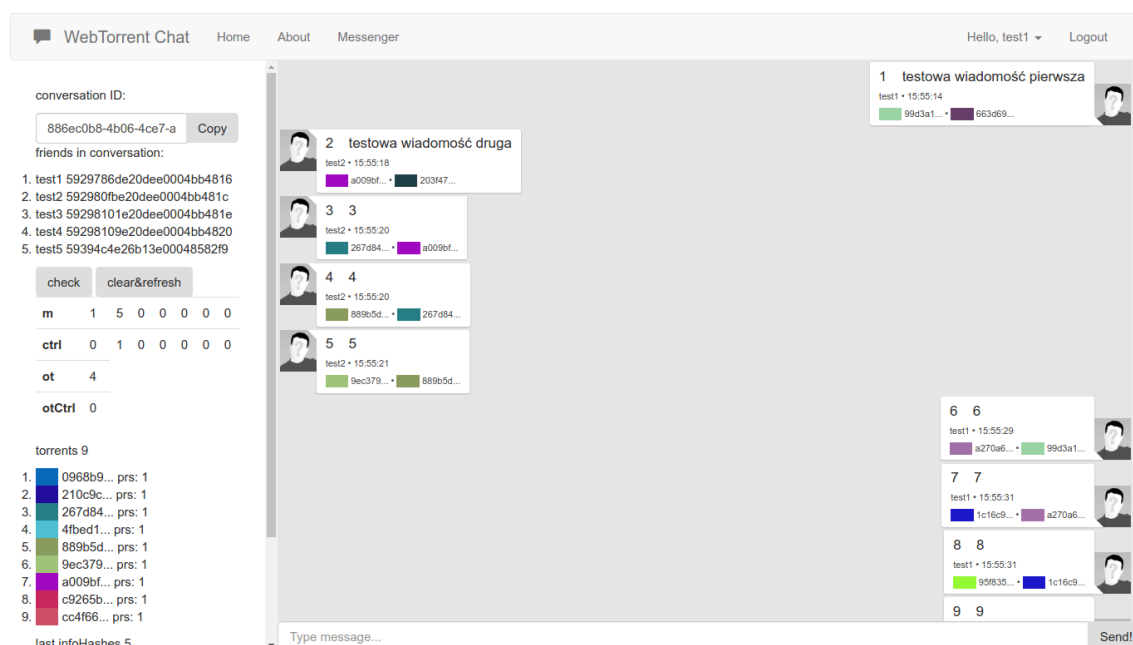 WebTorrent Chat Home About Messenger Hello, test1 Logout
conversation ID:
886ec0b8-4b06-4ce7-a Copy
friends in conversation:
1. test1 5929786de20dee0004bb4816
2. test2 592980fbe20dee0004bb481c
3. test3 59298101e20dee0004bb481e
4. test4 59298109e20dee0004bb4820
5. test5 59394c4e26b13e00048582f9
check clear&refresh
m 1 5 0 0 0 0 0
ctrl 0 1 0 0 0 0 0
ot 4
otCtrl 0
torrents 9
1. 0968b9... prs: 1
2. 210c9c... prs: 1
3. 267d84... prs: 1
4. 4fbed1... prs: 1
5. 889b5d... prs: 1
6. 9ec379... prs: 1
7. a009bf... prs: 1
8. c9265b... prs: 1
9. cc4f66... prs: 1
last infoHashes 5
1 testowa wiadomość pierwsza
test1 • 15:55:14
99d3a1... • 663d69...
2 testowa wiadomość druga
test2 • 15:55:18
a009bf... • 203f47...
3 3
test2 • 15:55:20
267d84... • a009bf...
4 4
test2 • 15:55:20
889b5d... • 267d84...
5 5
test2 • 15:55:21
9ec379... • 889b5d...
6 6
test1 • 15:55:29
a270a6... • 99d3a1...
7 7
test1 • 15:55:31
1c16c9... • a270a6...
8 8
test1 • 15:55:31
95f835... • 1c16c9...
9 9
Type message... Send!